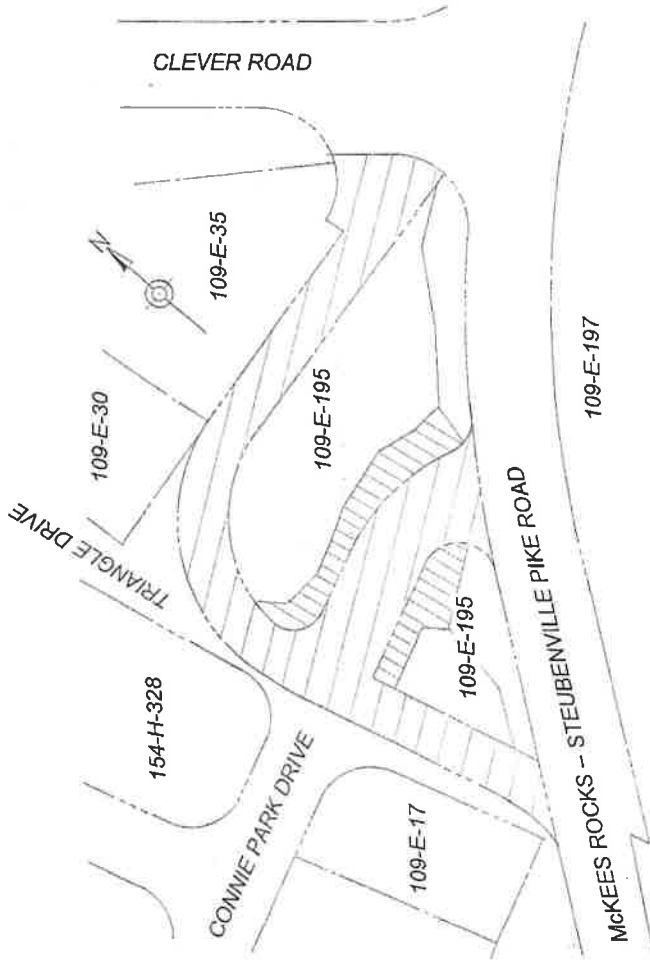 CLEVER ROAD
N
109-E-35
109-E-30
109-E-195
109-E-197
TRIANGLE DRIVE
154-H-328
109-E-195
CONNIE PARK DRIVE
109-E-17
McKEES ROCKS – STEUBENVILLE PIKE ROAD